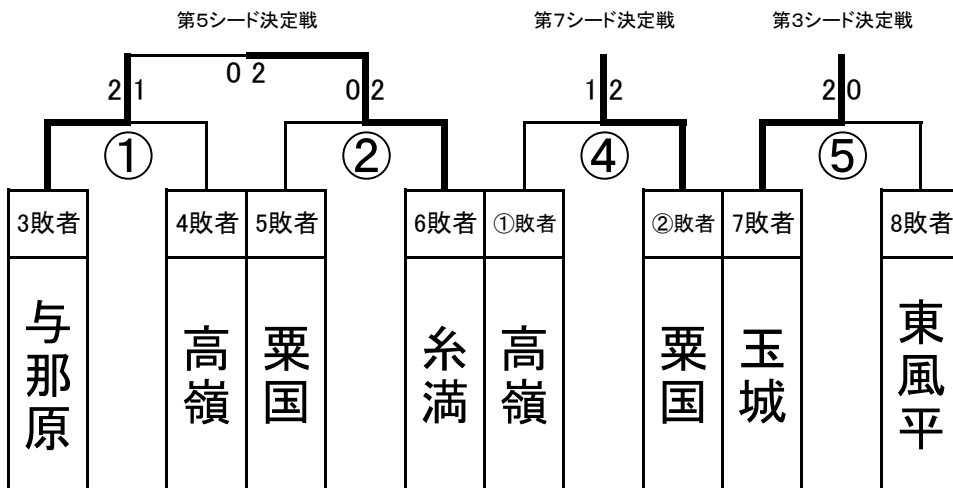 第5シード決定戦 第7シード決定戦 第3シード決定戦
0 2
2 1 0 2 1 2 2 0
① ② ④ ⑤
3敗者 4敗者 5敗者 6敗者 ①敗者 ②敗者 7敗者 8敗者
与那原 高嶺 粟国 糸満 高嶺 粟国 玉城 東風平